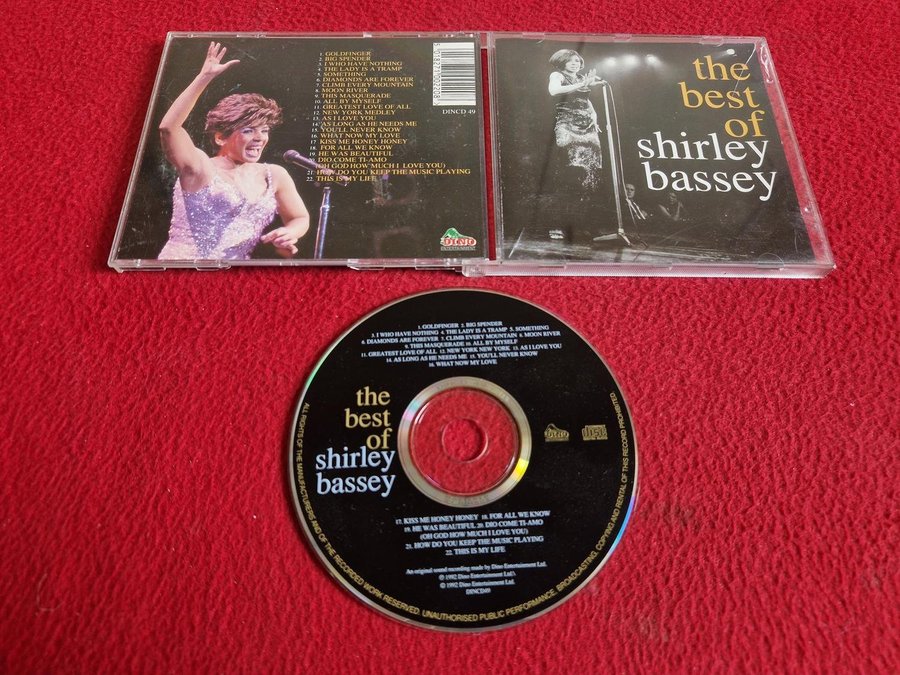 1. GOLDFINGER
2. BIG SPENDER
3. I WHO HAVE NOTHING
4. THE LADY IS A TRAMP
5. SOMETHING
6. DIAMONDS ARE FOREVER
7. CLIMB EVERY MOUNTAIN
8. MOON RIVER
9. THIS MASQUERADE
10. ALL BY MYSELF
11. GREATEST LOVE OF ALL
12. NEW YORK MEDLEY
13. AS I LOVE YOU
14. AS LONG AS HE NEEDS ME
15. YOU'LL NEVER KNOW
16. WHAT NOW MY LOVE
17. KISS ME HONEY HONEY
18. FOR ALL WE KNOW
19. HE WAS BEAUTIFUL
20. DIO COME TI-AMO
(OH GOD HOW MUCH I LOVE YOU)
21. HOW DO YOU KEEP THE MUSIC PLAYING
22. THIS IS MY LIFE
DINCD 49
DINO
ENTERTAINMENT
the
best
of
shirley
bassey
1. GOLDFINGER 2. BIG SPENDER
3. I WHO HAVE NOTHING 4. THE LADY IS A TRAMP 5. SOMETHING
6. DIAMONDS ARE FOREVER 7. CLIMB EVERY MOUNTAIN 8. MOON RIVER
9. THIS MASQUERADE 10. ALL BY MYSELF
11. GREATEST LOVE OF ALL 12. NEW YORK NEW YORK 13. AS I LOVE YOU
14. AS LONG AS HE NEEDS ME 15. YOU'LL NEVER KNOW
16. WHAT NOW MY LOVE
the
best
of
shirley
bassey
DINO
disc
17. KISS ME HONEY HONEY 18. FOR ALL WE KNOW
19. HE WAS BEAUTIFUL 20. DIO COME TI-AMO
(OH GOD HOW MUCH I LOVE YOU)
21. HOW DO YOU KEEP THE MUSIC PLAYING
22. THIS IS MY LIFE
An original sound recording made by Dino Entertainment Ltd.
℗ 1992 Dino Entertainment Ltd.
© 1992 Dino Entertainment Ltd.
DINCD49
ALL RIGHTS OF THE MANUFACTURERS AND OF THE RECORDED WORK RESERVED. UNAUTHORISED PUBLIC PERFORMANCE, BROADCASTING, COPYING AND RENTAL OF THIS RECORD PROHIBITED.